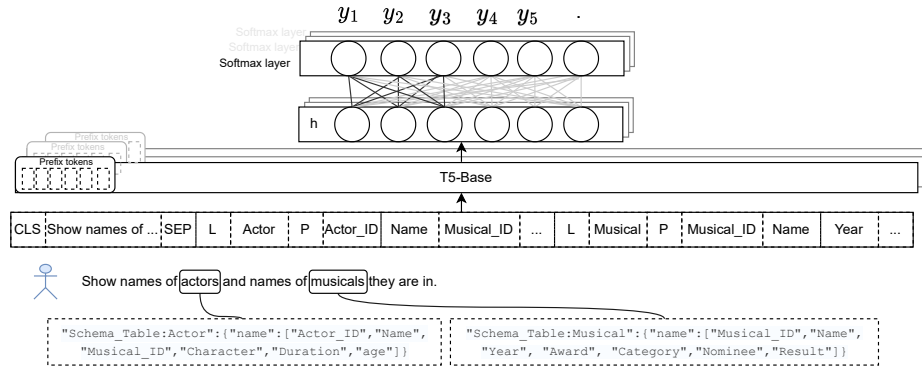 y1 y2 y3 y4 y5 .
Softmax layer
Softmax layer
Softmax layer
h
Prefix tokens
Prefix tokens
Prefix tokens
T5-Base
CLS Show names of ... SEP L Actor P Actor_ID Name Musical_ID ... L Musical P Musical_ID Name Year ...
Show names of actors and names of musicals they are in.
"Schema_Table:Actor":{"name":["Actor_ID","Name",
"Musical_ID","Character","Duration","age"]}
"Schema_Table:Musical":{"name":["Musical_ID","Name",
"Year", "Award", "Category","Nominee","Result"]}